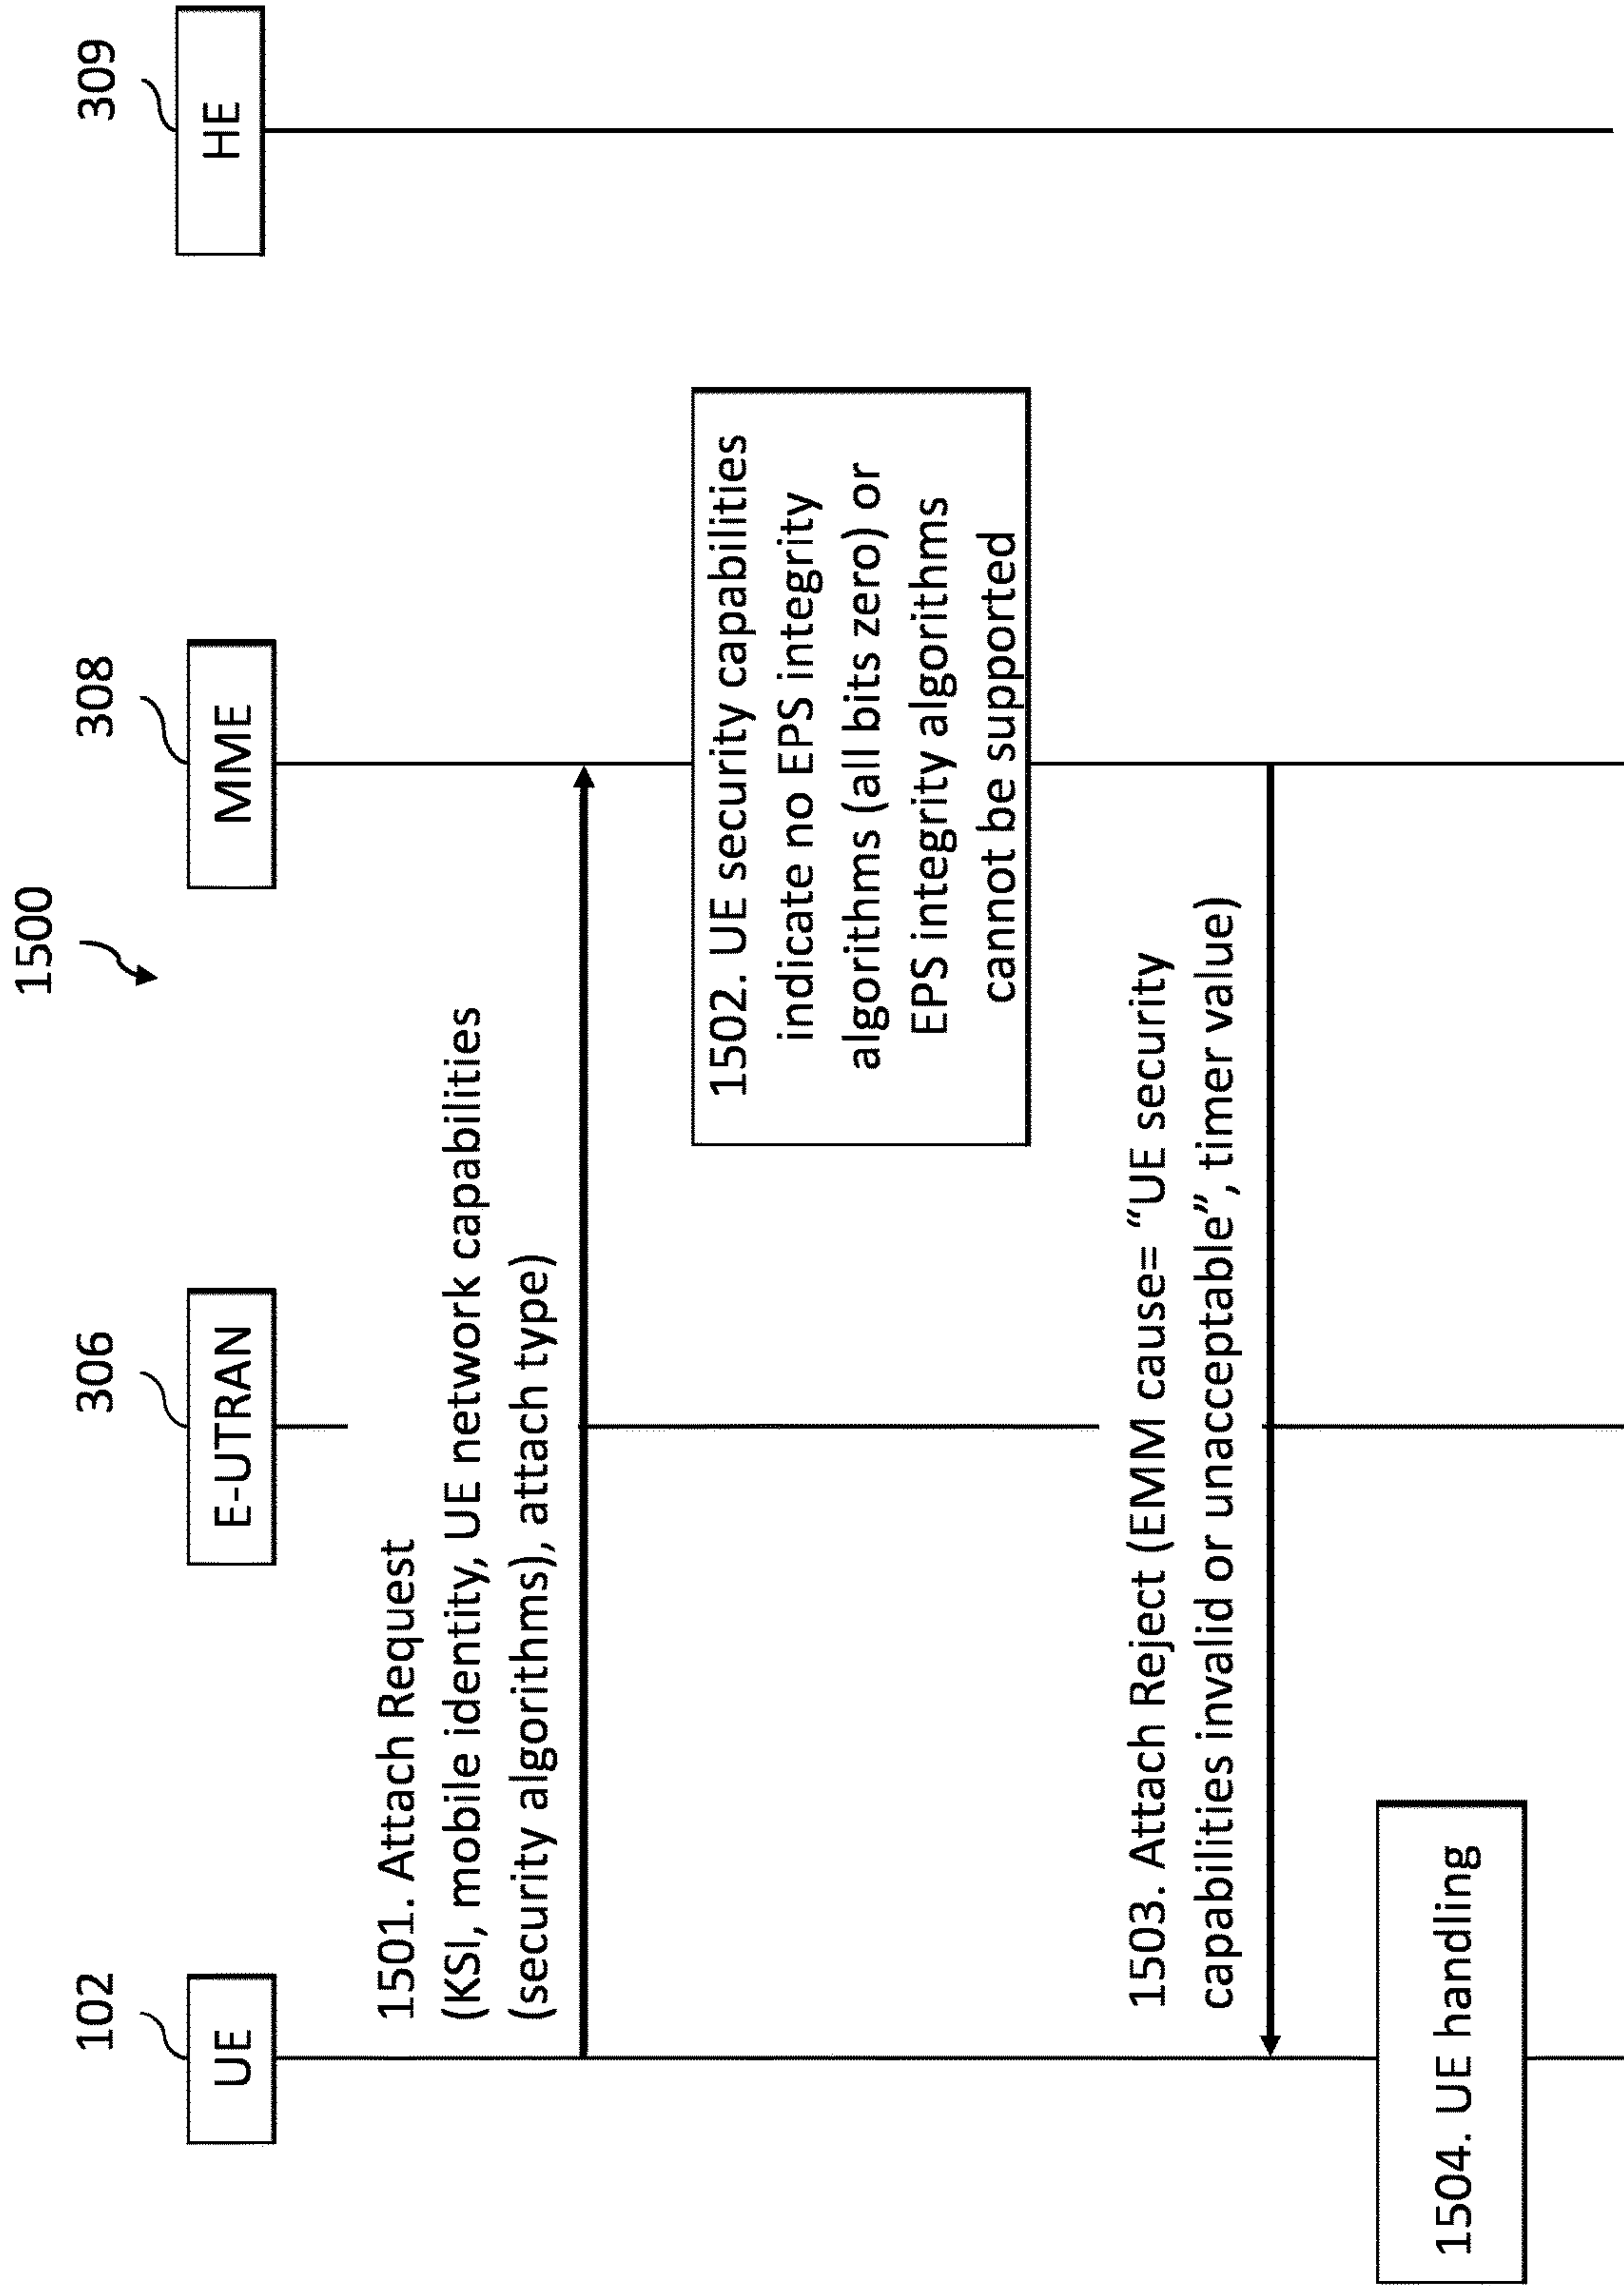 1500
102
306
308
309
UE
E-UTRAN
MME
HE
1501. Attach Request
(KSI, mobile identity, UE network capabilities
(security algorithms), attach type)
1502. UE security capabilities
indicate no EPS integrity
algorithms (all bits zero) or
EPS integrity algorithms
cannot be supported
1503. Attach Reject (EMM cause= “UE security
capabilities invalid or unacceptable”, timer value)
1504. UE handling